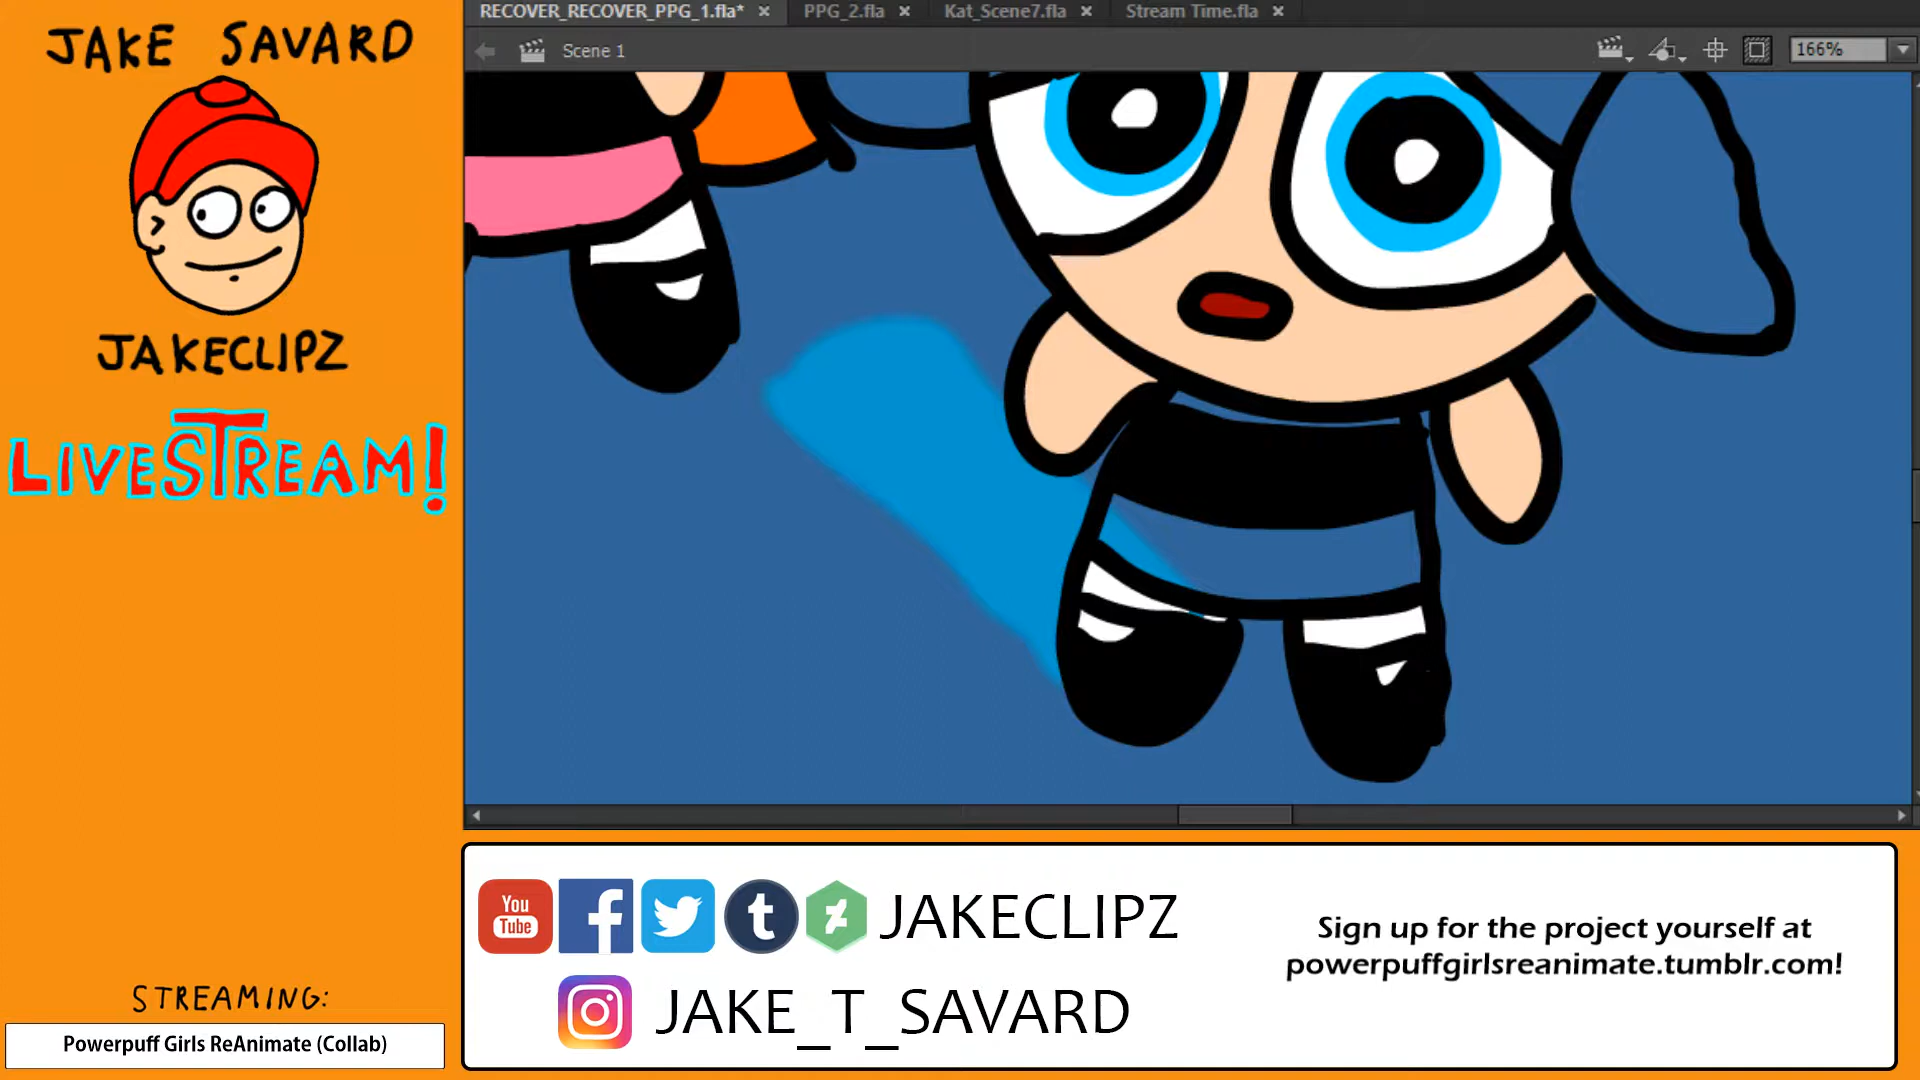 JAKE SAVARD
JAKECLIPZ
LIVESTREAM!
STREAMING:
Powerpuff Girls ReAnimate (Collab)
RECOVER_RECOVER_PPG_1.fla*
PPG_2.fla
Kat_Scene7.fla
Stream Time.fla
Scene 1
166%
You
Tube
JAKECLIPZ
JAKE_T_SAVARD
Sign up for the project yourself at
powerpuffgirlsreanimate.tumblr.com!